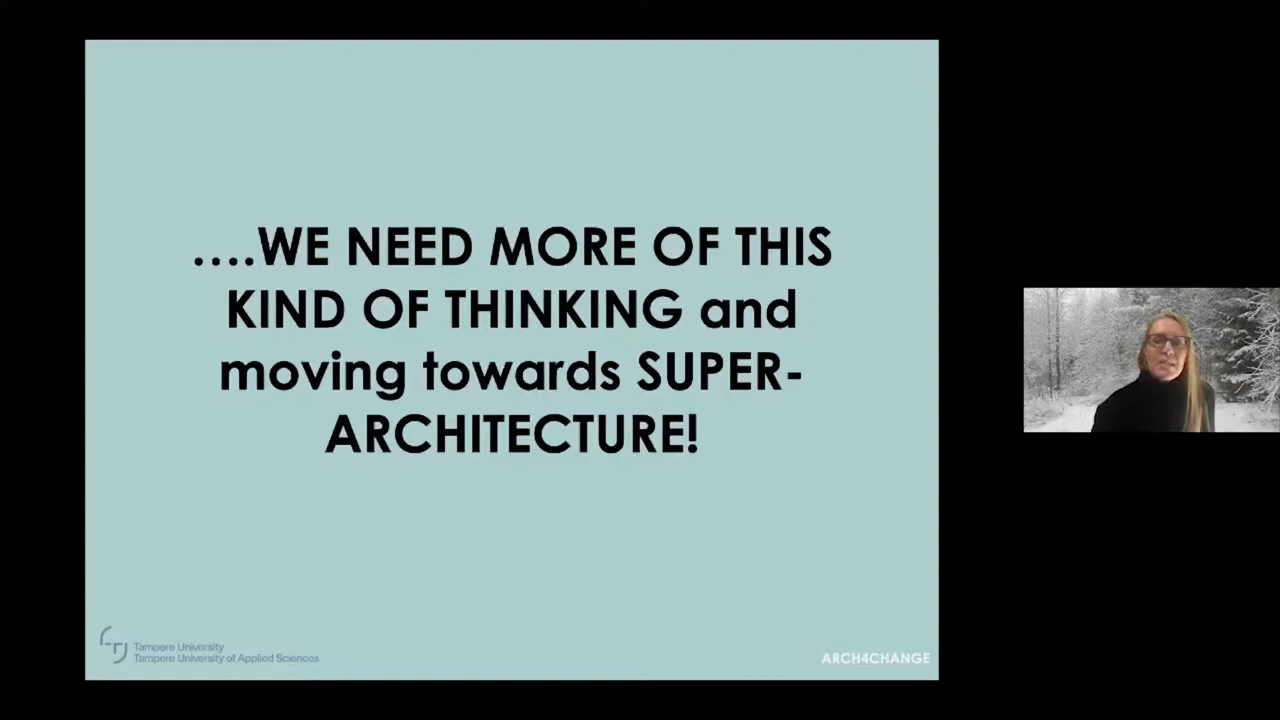 ....WE NEED MORE OF THIS
KIND OF THINKING and
moving towards SUPER-
ARCHITECTURE!
Tampere University
Tampere University of Applied Sciences
ARCH4CHANGE